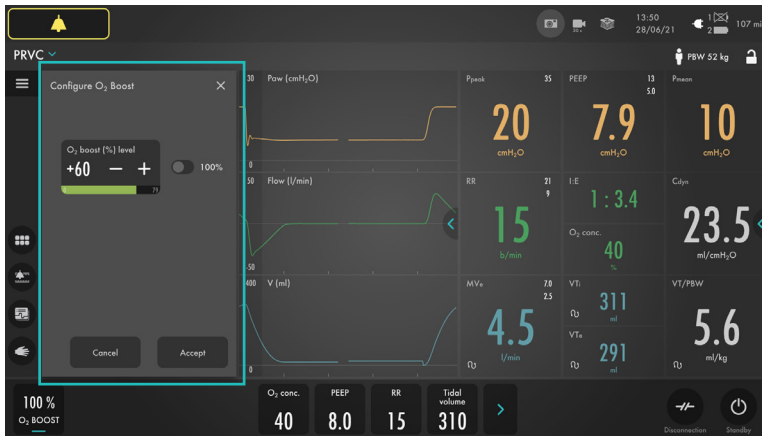 13:50
28/06/21
1
2
107 mi
PRVC
PBW 52 kg
Configure O₂ Boost
O₂ boost (%) level
+60
100%
0
79
30 Paw (cmH₂O)
0
50 Flow (l/min)
-50
400 V (ml)
0
Ppeak 35
20
cmH₂O
PEEP 13
5.0
7.9
cmH₂O
Pmean
10
cmH₂O
RR 21
9
15
b/min
I:E
1 : 3.4
O₂ conc.
40
%
Cdyn
23.5
ml/cmH₂O
MVe 7.0
2.5
4.5
l/min
VTi
311
ml
VTe
291
ml
VT/PBW
5.6
ml/kg
Cancel
Accept
100 %
O₂ BOOST
O₂ conc.
40
PEEP
8.0
RR
15
Tidal
volume
310
Disconnection
Standby